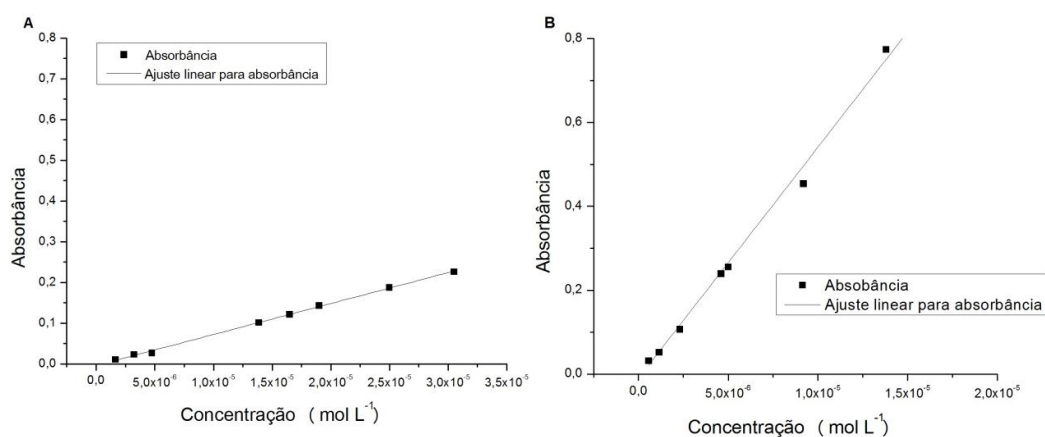 A
0,8
0,7
0,6
0,5
0,4
0,3
0,2
0,1
0,0
Absorbância
Absorbância
Ajuste linear para absorbância
0,0 5,0x10⁻⁶ 1,0x10⁻⁵ 1,5x10⁻⁵ 2,0x10⁻⁵ 2,5x10⁻⁵ 3,0x10⁻⁵ 3,5x10⁻⁵
Concentração ( mol L⁻¹)
B
0,8
0,6
0,4
0,2
0,0
Absorbância
Absobância
Ajuste linear para absorbância
0,0 5,0x10⁻⁶ 1,0x10⁻⁵ 1,5x10⁻⁵ 2,0x10⁻⁵
Concentração ( mol L⁻¹)